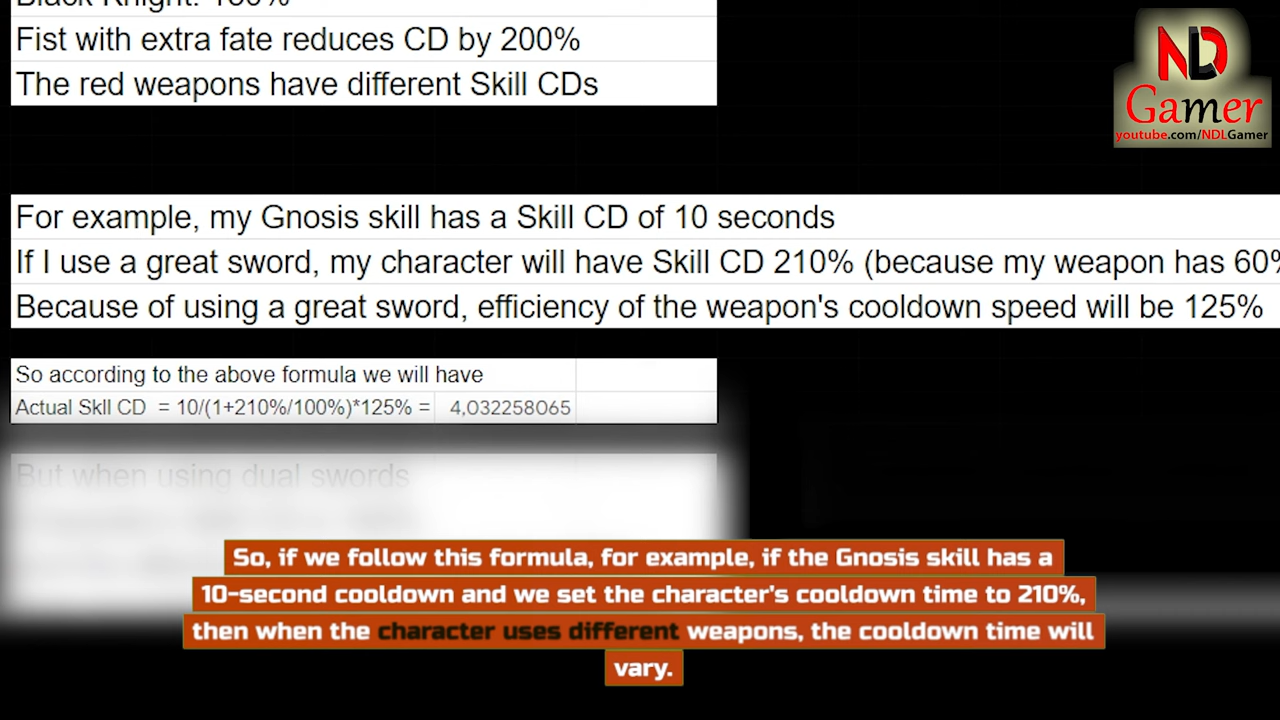 Black Knight: 100%
Fist with extra fate reduces CD by 200%
The red weapons have different Skill CDs
ND
Gamer
youtube.com/NDLGamer
For example, my Gnosis skill has a Skill CD of 10 seconds
If I use a great sword, my character will have Skill CD 210% (because my weapon has 60%
Because of using a great sword, efficiency of the weapon's cooldown speed will be 125%
So according to the above formula we will have
Actual Skll CD = 10/(1+210%/100%)*125% = 4,032258065
But when using dual swords
So, if we follow this formula, for example, if the Gnosis skill has a
10-second cooldown and we set the character's cooldown time to 210%,
then when the character uses different weapons, the cooldown time will
vary.